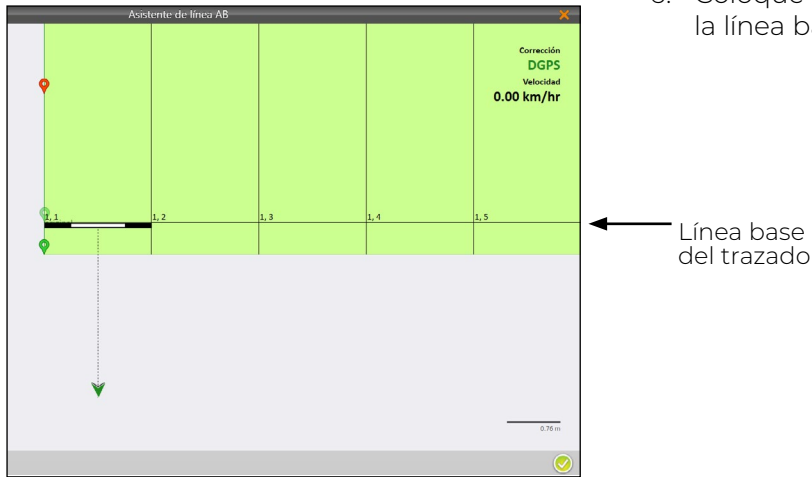 Asistente de línea AB
Corrección
DGPS
Velocidad
0.00 km/hr
1, 1
1, 2
1, 3
1, 4
1, 5
0.76 m
la línea b
Línea base
del trazado